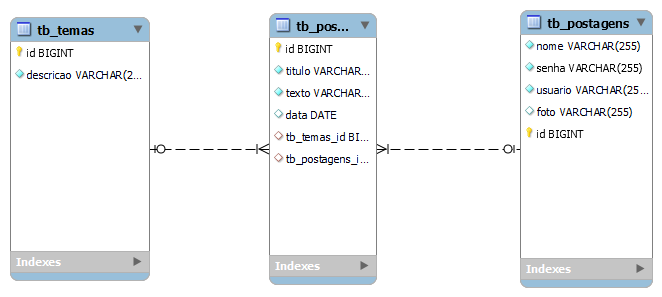 tb_temas
id BIGINT
descricao VARCHAR(2...
Indexes
tb_pos...
id BIGINT
titulo VARCHAR...
texto VARCHAR...
data DATE
tb_temas_id BI...
tb_postagens_i...
Indexes
tb_postagens
nome VARCHAR(255)
senha VARCHAR(255)
usuario VARCHAR(25...
foto VARCHAR(255)
id BIGINT
Indexes